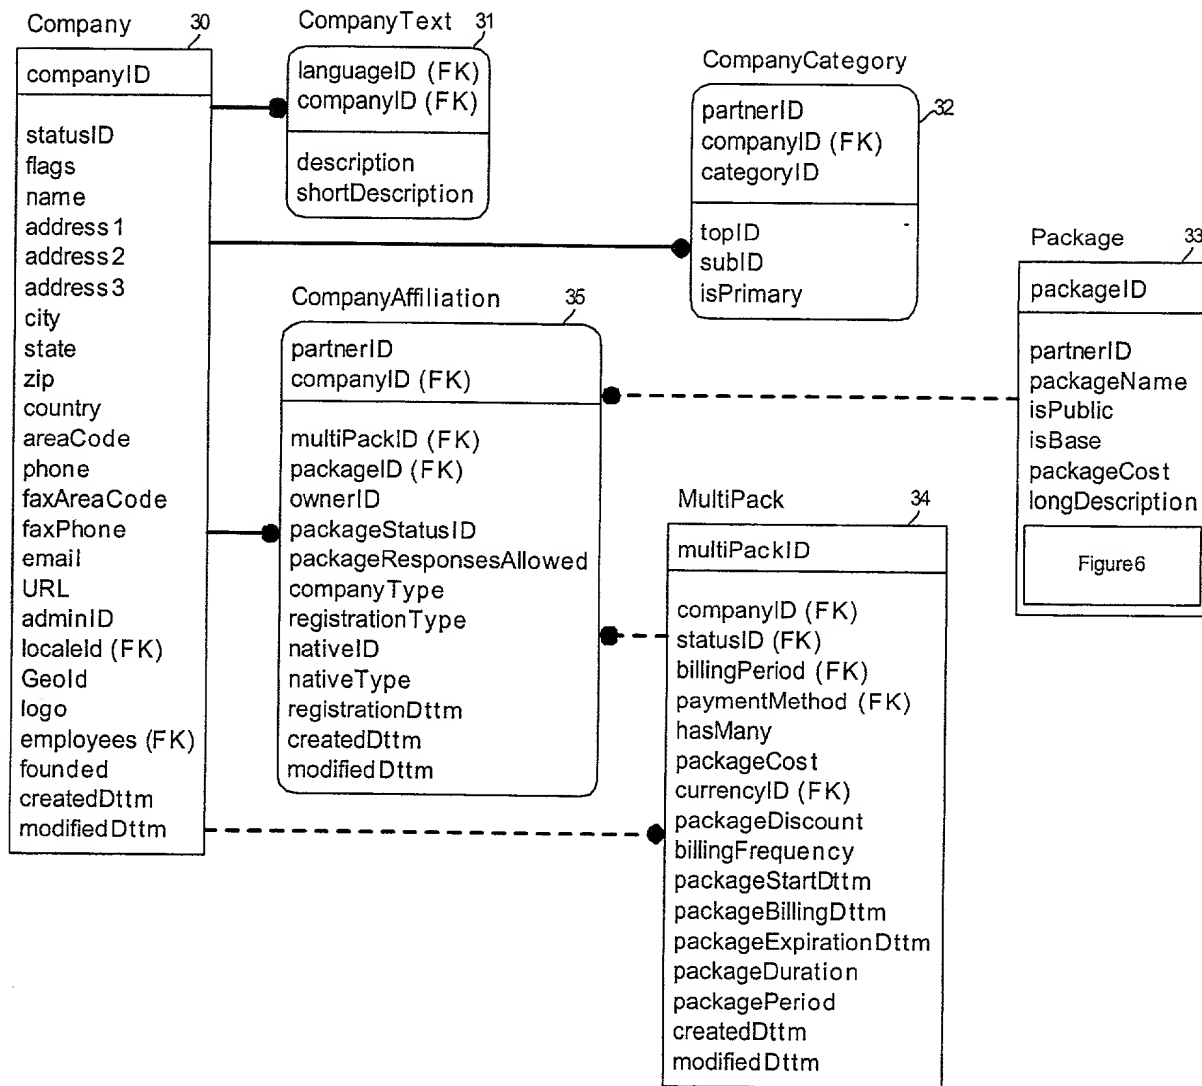 Company 30
companyID
statusID
flags
name
address1
address2
address3
city
state
zip
country
areaCode
phone
faxAreaCode
faxPhone
email
URL
adminID
localeId (FK)
GeoId
logo
employees (FK)
founded
createdDttm
modifiedDttm
CompanyText 31
languageID (FK)
companyID (FK)
description
shortDescription
CompanyCategory
32
partnerID
companyID (FK)
categoryID
topID
subID
isPrimary
Package 33
packageID
partnerID
packageName
isPublic
isBase
packageCost
longDescription
Figure6
CompanyAffiliation 35
partnerID
companyID (FK)
multiPackID (FK)
packageID (FK)
ownerID
packageStatusID
packageResponsesAllowed
companyType
registrationType
nativeID
nativeType
registrationDttm
createdDttm
modifiedDttm
MultiPack 34
multiPackID
companyID (FK)
statusID (FK)
billingPeriod (FK)
paymentMethod (FK)
hasMany
packageCost
currencyID (FK)
packageDiscount
billingFrequency
packageStartDttm
packageBillingDttm
packageExpirationDttm
packageDuration
packagePeriod
createdDttm
modifiedDttm